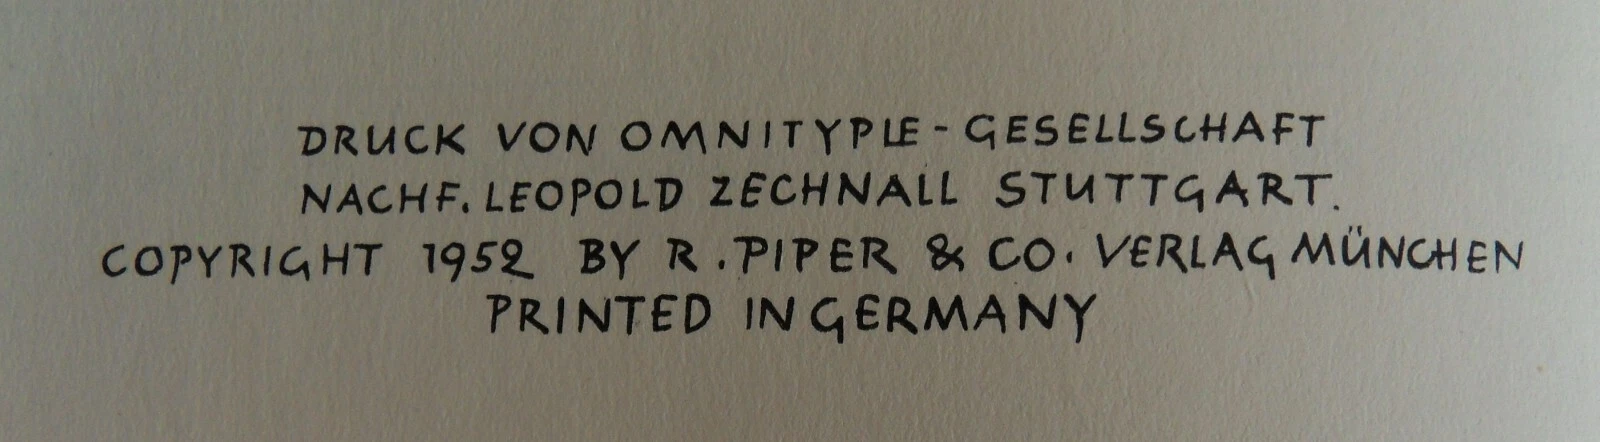 DRUCK VON OMNITYPIE-GESELLSCHAFT
NACHF. LEOPOLD ZECHNALL STUTTGART.
COPYRIGHT 1952 BY R. PIPER & CO. VERLAG MÜNCHEN
PRINTED IN GERMANY